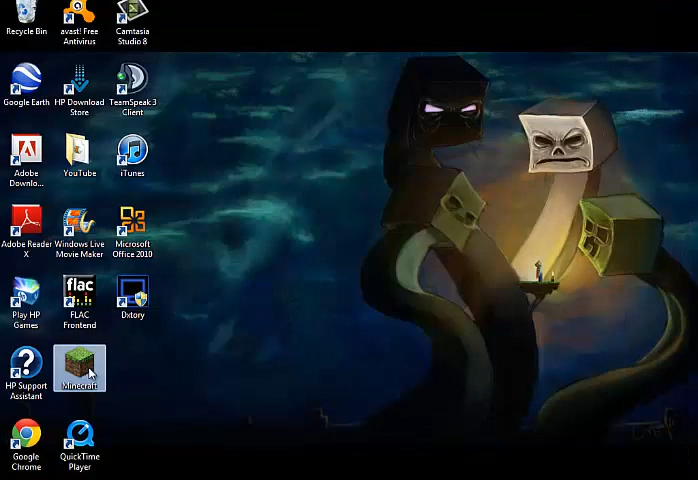 Recycle Bin
avast! Free
Antivirus
Camtasia
Studio 8
Google Earth
HP Download
Store
TeamSpeak 3
Client
Adobe
Downlo...
YouTube
iTunes
Adobe Reader
X
Windows Live
Movie Maker
Microsoft
Office 2010
Play HP
Games
flac
FLAC
Frontend
Dxtory
HP Support
Assistant
Minecraft
Google
Chrome
QuickTime
Player